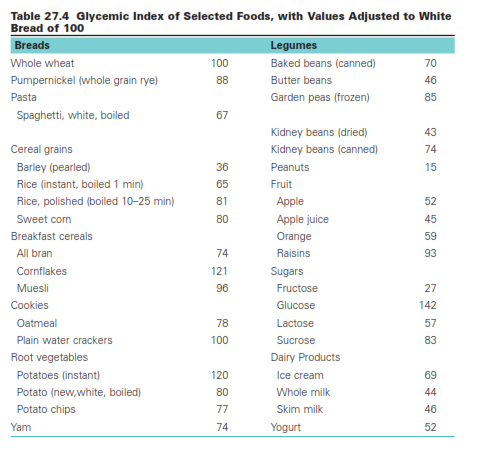 Table 27.4 Glycemic Index of Selected Foods, with Values Adjusted to White
Bread of 100
Breads
Whole wheat 100
Pumpernickel (whole grain rye) 88
Pasta
Spaghetti, white, boiled 67
Cereal grains
Barley (pearled) 36
Rice (instant, boiled 1 min) 65
Rice, polished (boiled 10–25 min) 81
Sweet corn 80
Breakfast cereals
All bran 74
Cornflakes 121
Muesli 96
Cookies
Oatmeal 78
Plain water crackers 100
Root vegetables
Potatoes (instant) 120
Potato (new,white, boiled) 80
Potato chips 77
Yam 74
Legumes
Baked beans (canned) 70
Butter beans 46
Garden peas (frozen) 85
Kidney beans (dried) 43
Kidney beans (canned) 74
Peanuts 15
Fruit
Apple 52
Apple juice 45
Orange 59
Raisins 93
Sugars
Fructose 27
Glucose 142
Lactose 57
Sucrose 83
Dairy Products
Ice cream 69
Whole milk 44
Skim milk 46
Yogurt 52